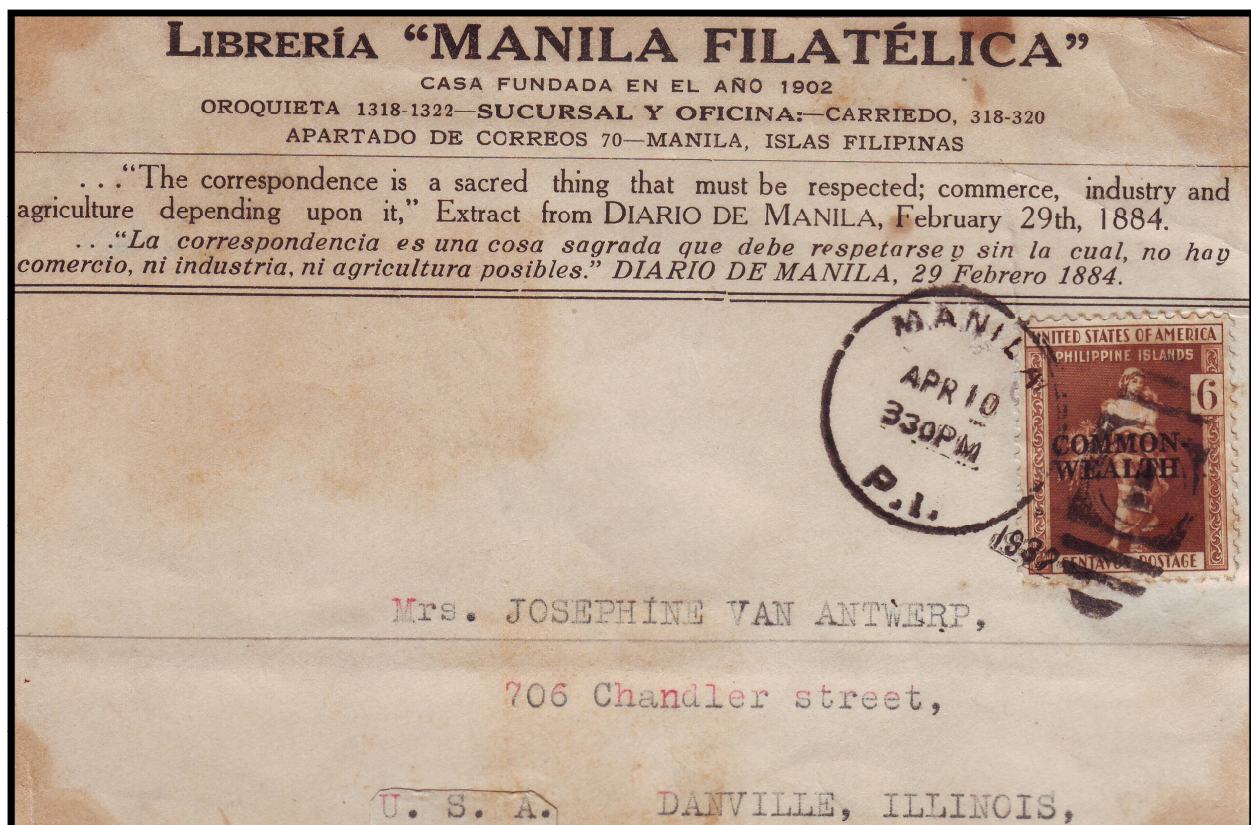 LIBRERÍA “MANILA FILATÉLICA”
CASA FUNDADA EN EL AÑO 1902
OROQUIETA 1318-1322—SUCURSAL Y OFICINA:—CARRIEDO, 318-320
APARTADO DE CORREOS 70—MANILA, ISLAS FILIPINAS
. . .“The correspondence is a sacred thing that must be respected; commerce, industry and
agriculture depending upon it,” Extract from DIARIO DE MANILA, February 29th, 1884.
. . .“La correspondencia es una cosa sagrada que debe respetarse y sin la cual, no hay
comercio, ni industria, ni agricultura posibles.” DIARIO DE MANILA, 29 Febrero 1884.
MANILA
APR 10
330PM
P.I.
1937
UNITED STATES OF AMERICA
PHILIPPINE ISLANDS
6
COMMON-
WEALTH
CENTAVOS POSTAGE
Mrs. JOSEPHÍNE VAN ANTWERP,
706 Chandler street,
U. S. A. DANVILLE, ILLINOIS,